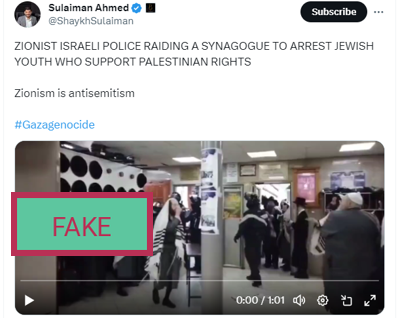 Sulaiman Ahmed
@ShaykhSulaiman
Subscribe
ZIONIST ISRAELI POLICE RAIDING A SYNAGOGUE TO ARREST JEWISH
YOUTH WHO SUPPORT PALESTINIAN RIGHTS
Zionism is antisemitism
#Gazagenocide
FAKE
0:00 / 1:01